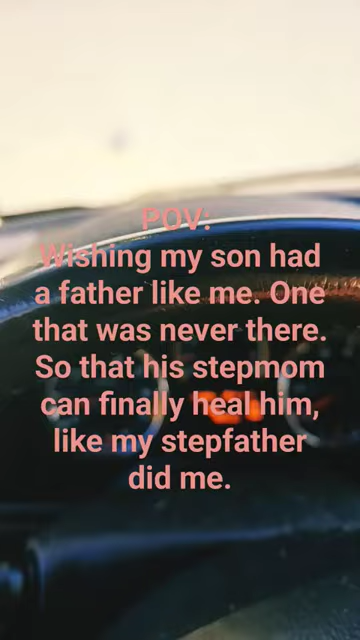 POV:
Wishing my son had
a father like me. One
that was never there.
So that his stepmom
can finally heal him,
like my stepfather
did me.